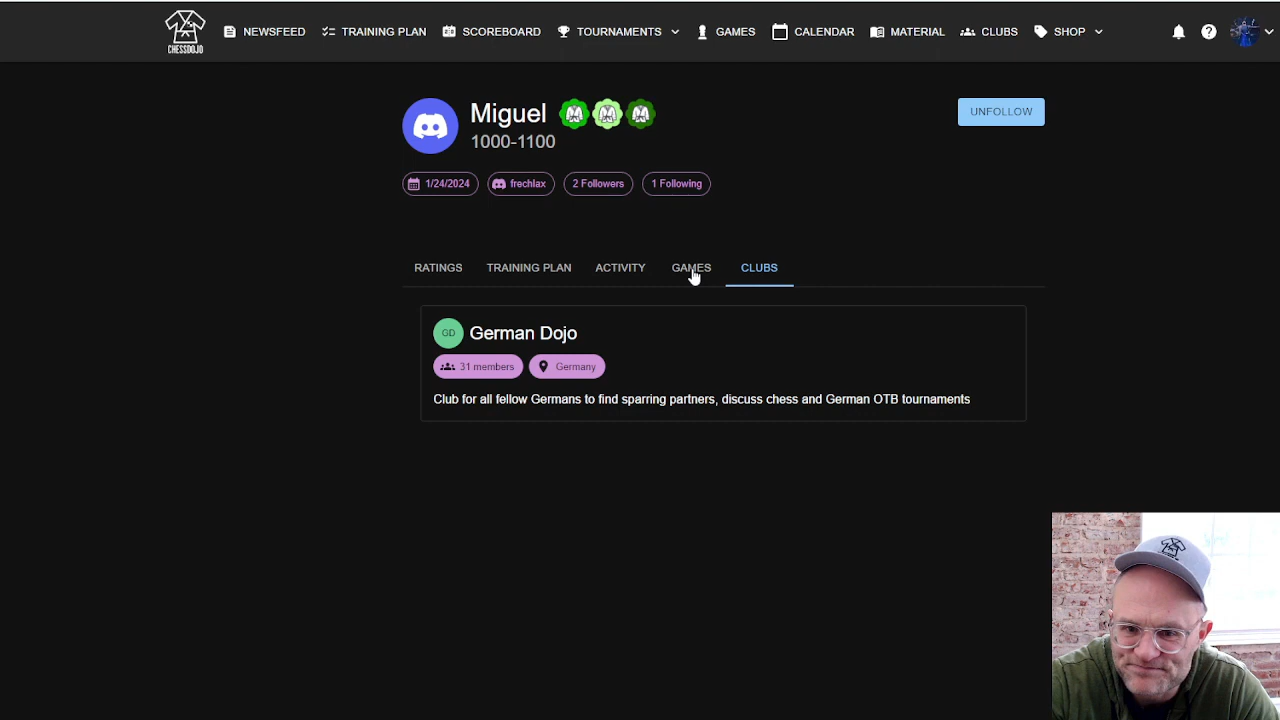 CHESSDOJO
NEWSFEED TRAINING PLAN SCOREBOARD TOURNAMENTS GAMES CALENDAR MATERIAL CLUBS SHOP
Miguel
1000-1100
UNFOLLOW
1/24/2024 frechlax 2 Followers 1 Following
RATINGS TRAINING PLAN ACTIVITY GAMES CLUBS
GD German Dojo
31 members Germany
Club for all fellow Germans to find sparring partners, discuss chess and German OTB tournaments